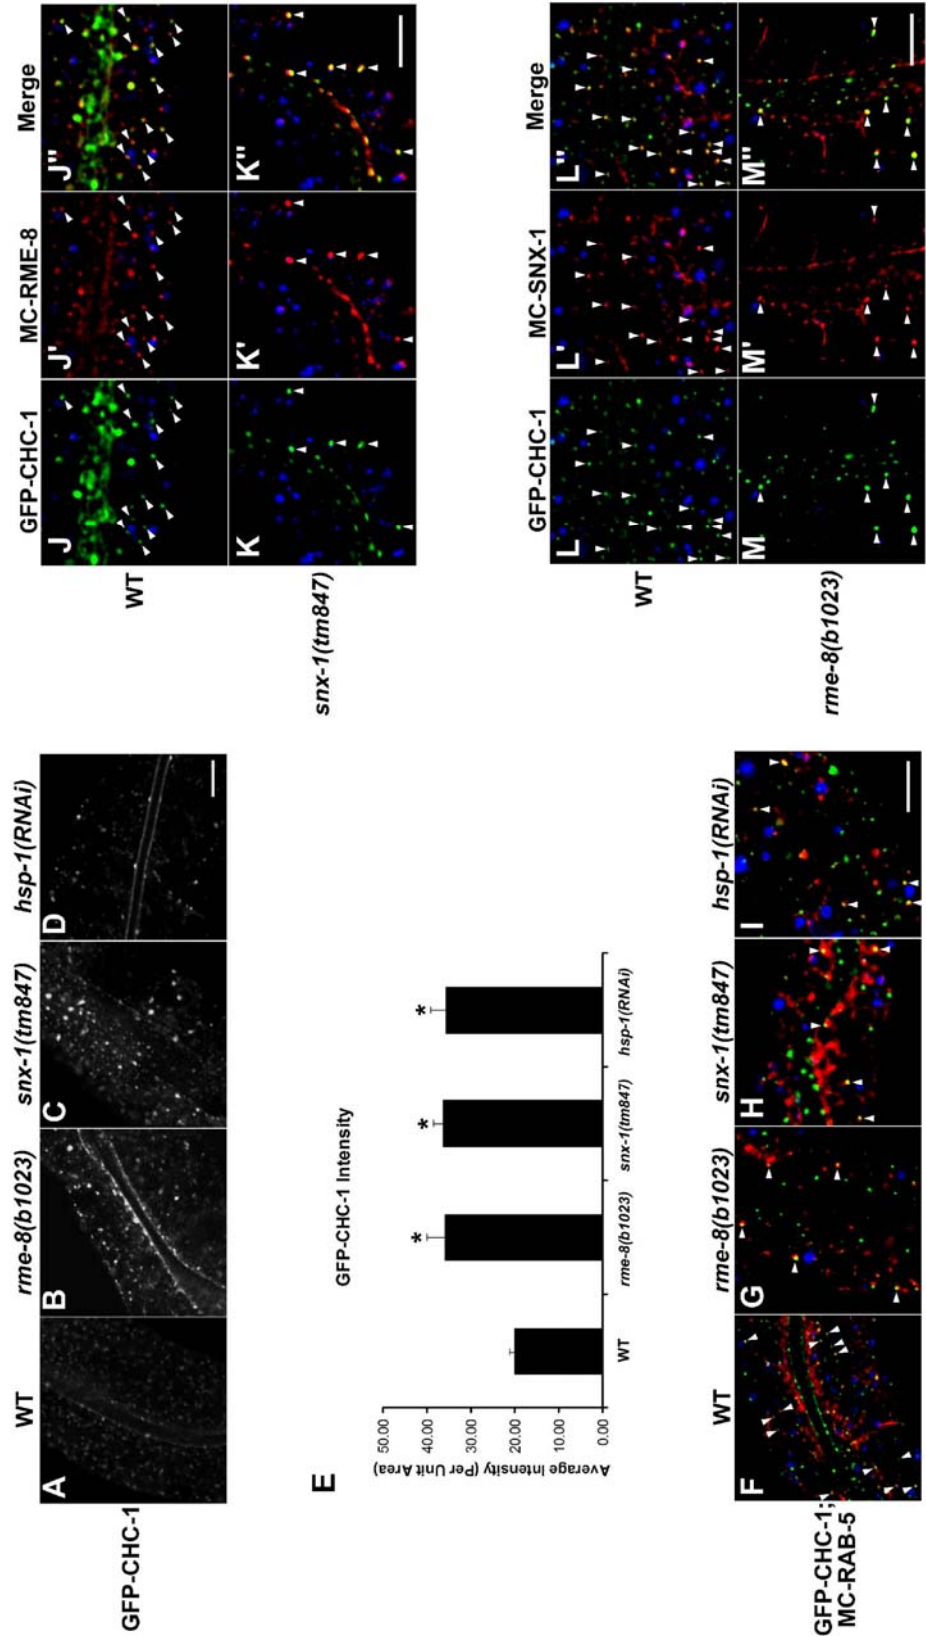 WT
rme-8(b1023)
snx-1(tm847)
hsp-1(RNAi)
GFP-CHC-1
A
B
C
D
E
GFP-CHC-1 Intensity
Average Intensity (Per Unit Area)
50.00
40.00
30.00
20.00
10.00
0.00
*
*
*
WT
rme-8(b1023)
snx-1(tm847)
hsp-1(RNAi)
WT
rme-8(b1023)
snx-1(tm847)
hsp-1(RNAi)
GFP-CHC-1;
MC-RAB-5
F
G
H
I
GFP-CHC-1
MC-RME-8
Merge
WT
J
J'
J"
snx-1(tm847)
K
K'
K"
GFP-CHC-1
MC-SNX-1
Merge
WT
L
L'
L"
rme-8(b1023)
M
M'
M"